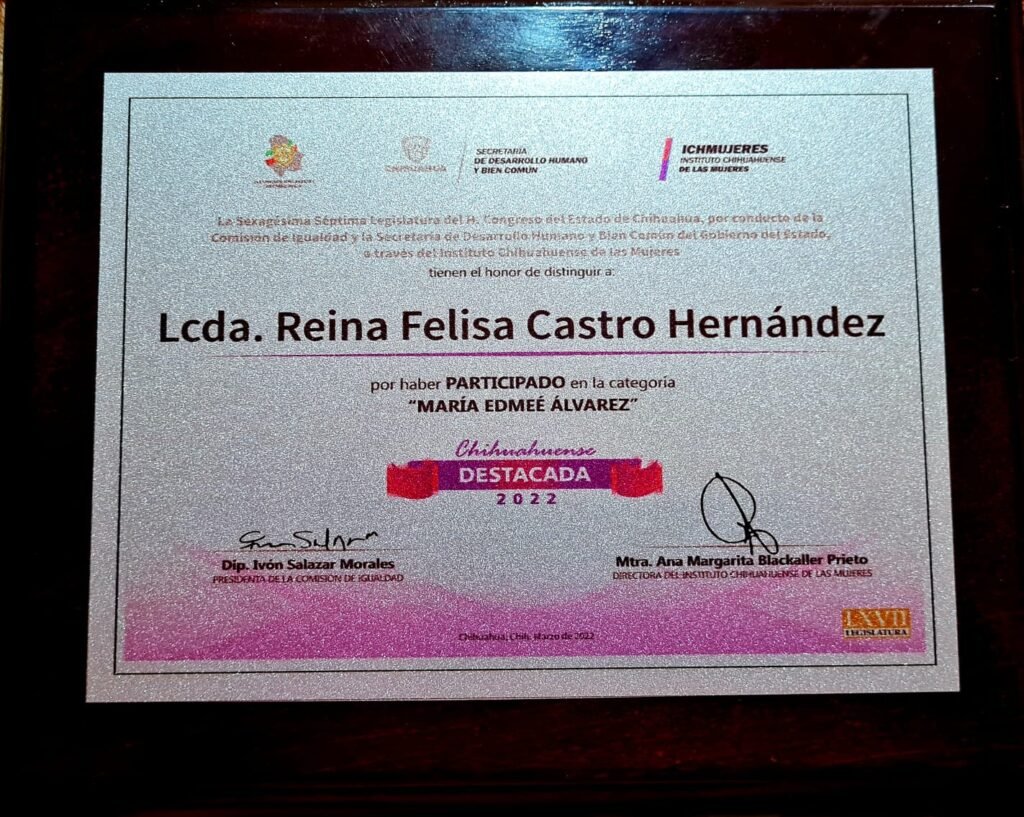 SECRETARÍA
DE DESARROLLO HUMANO
Y BIEN COMÚN
ICHMUJERES
INSTITUTO CHIHUAHUENSE
DE LAS MUJERES
La Sexagésima Séptima Legislatura del H. Congreso del Estado de Chihuahua, por conducto de la
Comisión de Igualdad y la Secretaría de Desarrollo Humano y Bien Común del Gobierno del Estado,
a través del Instituto Chihuahuense de las Mujeres
tienen el honor de distinguir a:
Lcda. Reina Felisa Castro Hernández
por haber PARTICIPADO en la categoría
“MARÍA EDMEÉ ÁLVAREZ”
Chihuahuense
DESTACADA
2022
Dip. Ivón Salazar Morales
PRESIDENTA DE LA COMISIÓN DE IGUALDAD
Mtra. Ana Margarita Blackaller Prieto
DIRECTORA DEL INSTITUTO CHIHUAHUENSE DE LAS MUJERES
LXVII
LEGISLATURA
Chihuahua, Chih. Marzo de 2022